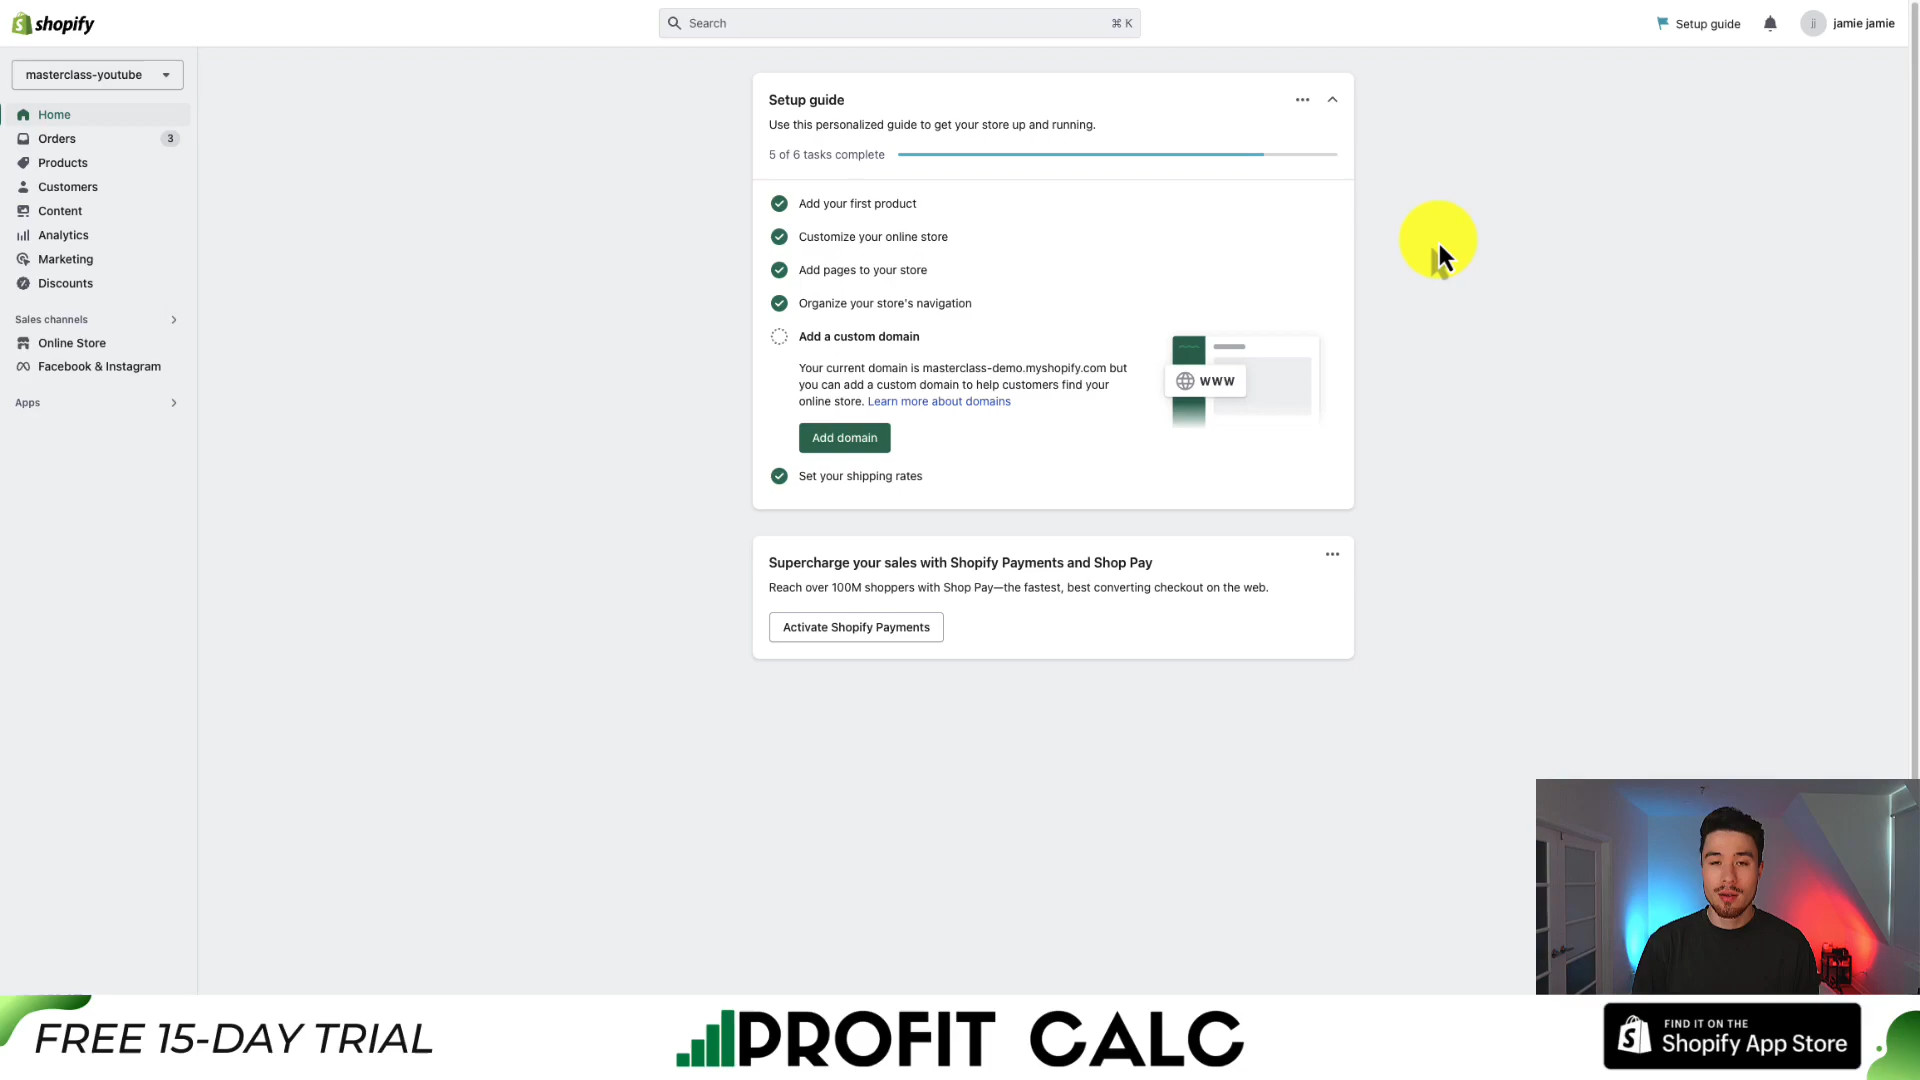 shopify
Search
⌘ K
Setup guide
jj
jamie jamie
masterclass-youtube
Home
Orders
3
Products
Customers
Content
Analytics
Marketing
Discounts
Sales channels
Online Store
Facebook & Instagram
Apps
Setup guide
Use this personalized guide to get your store up and running.
5 of 6 tasks complete
Add your first product
Customize your online store
Add pages to your store
Organize your store's navigation
Add a custom domain
Your current domain is masterclass-demo.myshopify.com but
you can add a custom domain to help customers find your
online store. Learn more about domains
WWW
Add domain
Set your shipping rates
Supercharge your sales with Shopify Payments and Shop Pay
Reach over 100M shoppers with Shop Pay—the fastest, best converting checkout on the web.
Activate Shopify Payments
FREE 15-DAY TRIAL
PROFIT CALC
FIND IT ON THE
Shopify App Store